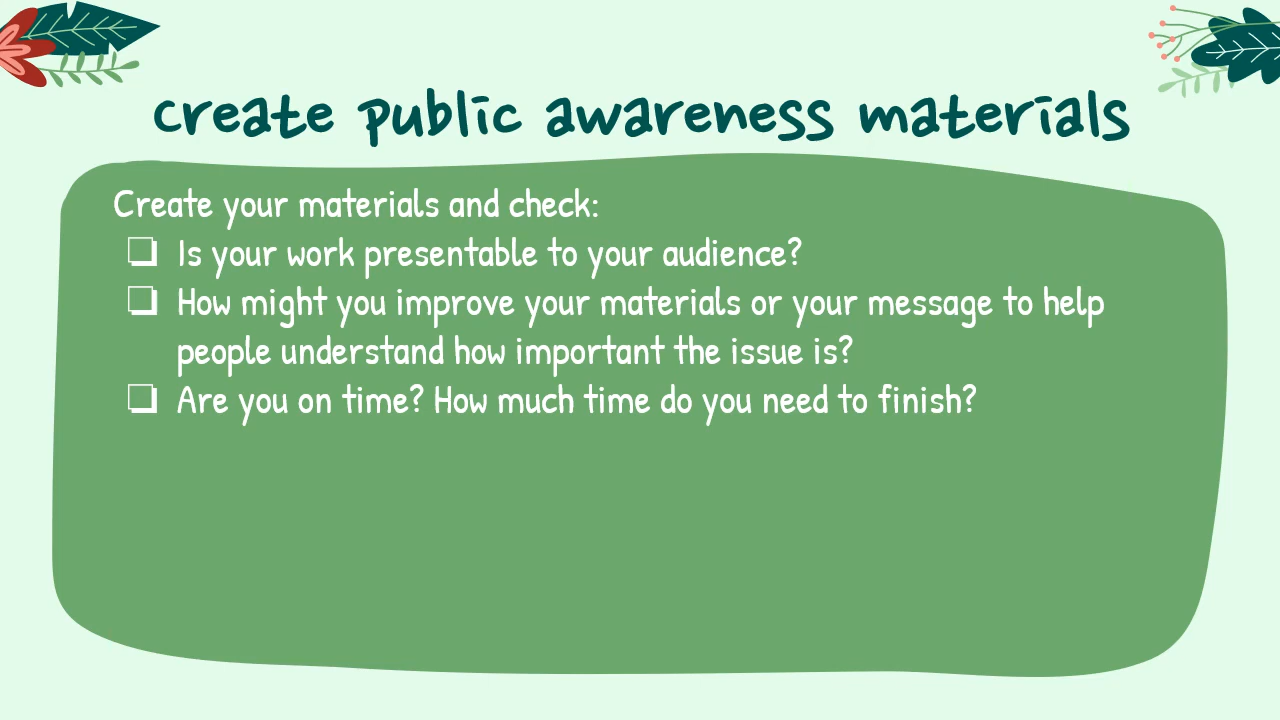 create public awareness materials
Create your materials and check:
❏ Is your work presentable to your audience?
❏ How might you improve your materials or your message to help
people understand how important the issue is?
❏ Are you on time? How much time do you need to finish?